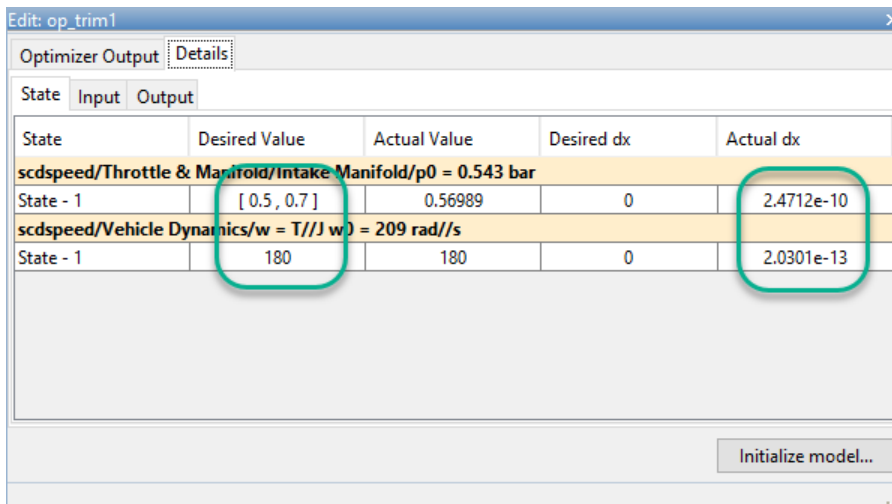 Edit: op_trim1
Optimizer Output Details
State Input Output
State Desired Value Actual Value Desired dx Actual dx
scdspeed/Throttle & Manifold/Intake Manifold/p0 = 0.543 bar
State - 1 [ 0.5 , 0.7 ] 0.56989 0 2.4712e-10
scdspeed/Vehicle Dynamics/w = T//J w0 = 209 rad//s
State - 1 180 180 0 2.0301e-13
Initialize model...